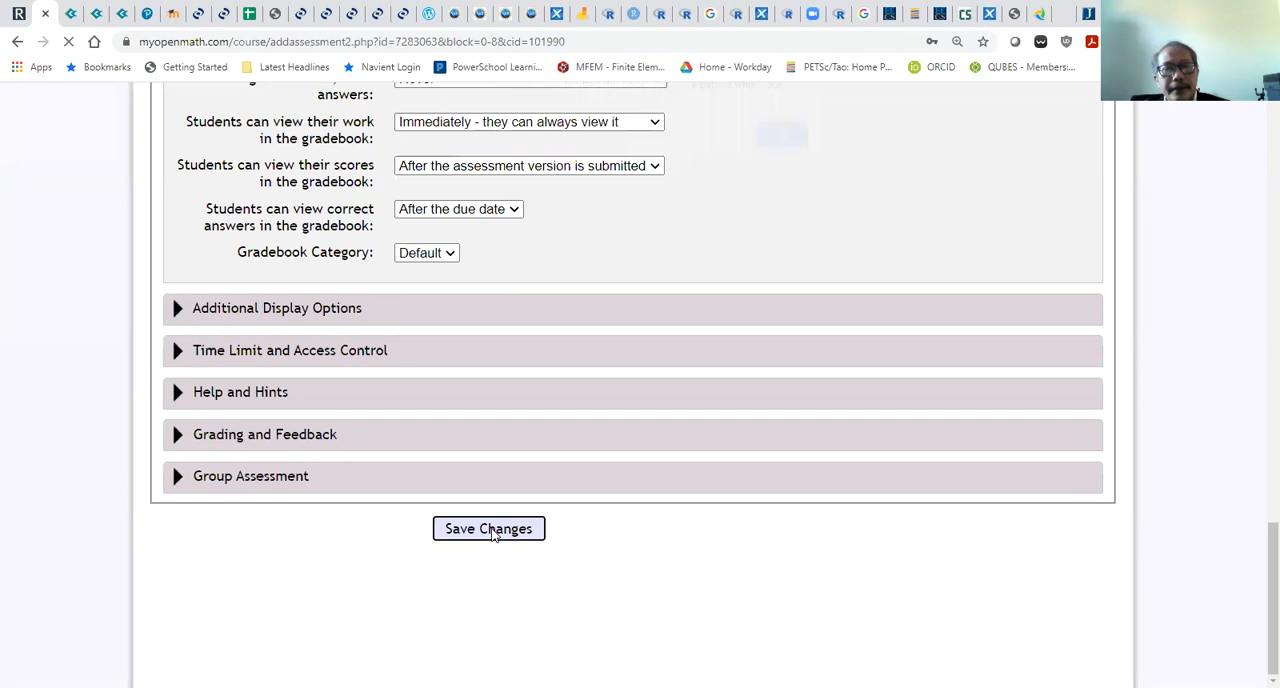 myopenmath.com/course/addassessment2.php?id=7283063&block=0-8&cid=101990
Apps Bookmarks Getting Started Latest Headlines Navient Login PowerSchool Learni... MFEM - Finite Elem... Home - Workday PETSc/Tao: Home P... ORCID QUBES - Members:...
answers:
Students can view their work in the gradebook: Immediately - they can always view it
Students can view their scores in the gradebook: After the assessment version is submitted
Students can view correct answers in the gradebook: After the due date
Gradebook Category: Default
Additional Display Options
Time Limit and Access Control
Help and Hints
Grading and Feedback
Group Assessment
Save Changes